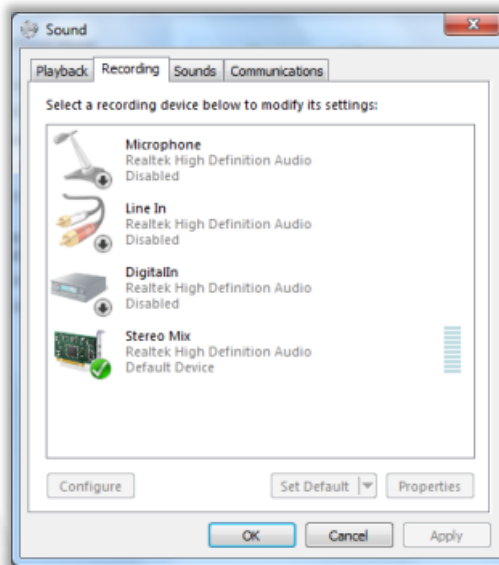 Sound
Playback Recording Sounds Communications
Select a recording device below to modify its settings:
Microphone
Realtek High Definition Audio
Disabled
Line In
Realtek High Definition Audio
Disabled
DigitalIn
Realtek High Definition Audio
Disabled
Stereo Mix
Realtek High Definition Audio
Default Device
Configure Set Default Properties
OK Cancel Apply